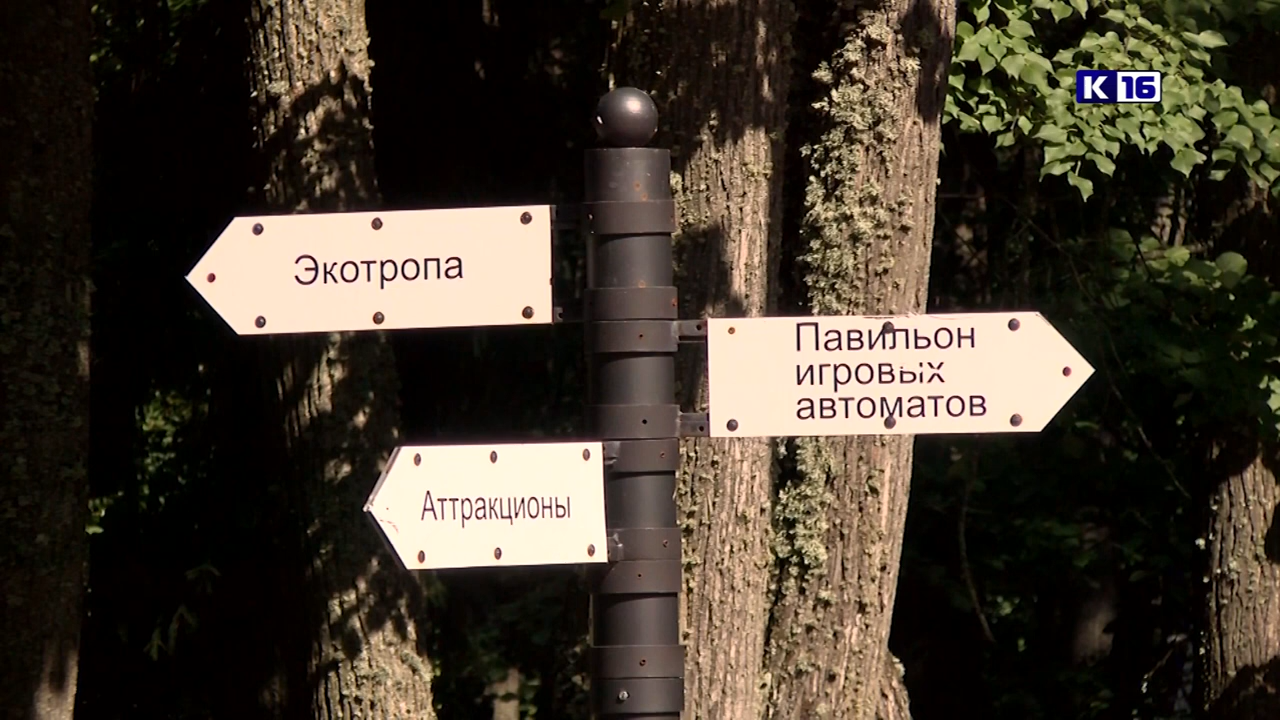 К 16
Экотропа
Павильон
игровых
автоматов
Аттракционы